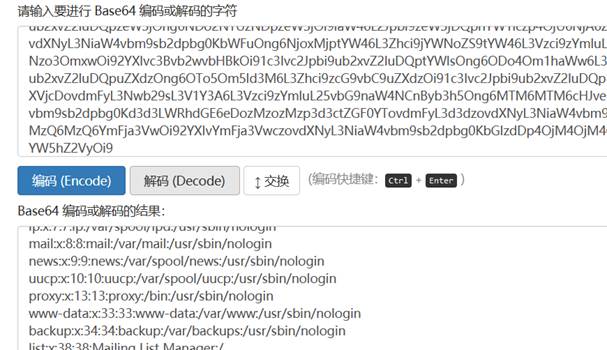 请输入要进行 Base64 编码或解码的字符
vdXNyL3NiaW4vbm9sb2dpbg0KbWFuOng6NjoxMjptYW46L3Zhci9jYWNoZS9tYW46L3Vzci9zYmlu
Nzo3OmxwOi92YXIvc3Bvb2wvbHBkOi91c3Ivc2Jpbi9ub2xvZ2luDQptYWlsOng6ODo4Om1haWw6L
ub2xvZ2luDQpuZXdzOng6OTo5Om5ld3M6L3Zhci9zcG9vbC9uZXdzOi91c3Ivc2Jpbi9ub2xvZ2luDQp
XVjcDovdmFyL3Nwb29sL3V1Y3A6L3Vzci9zYmluL25vbG9naW4NCnByb3h5Ong6MTM6MTM6cHJve
vbm9sb2dpbg0Kd3d3LWRhdGE6eDozMzozMzp3d3ctZGF0YTovdmFyL3d3dzovdXNyL3NiaW4vbm9s
MzQ6MzQ6YmFja3VwOi92YXIvYmFja3VwczovdXNyL3NiaW4vbm9sb2dpbg0KbGlzdDp4OjM4OjM4O
YW5hZ2VyOi9
编码 (Encode) 解码 (Decode) ↕ 交换 (编码快捷键： Ctrl + Enter )
Base64 编码或解码的结果：
lp:x:7:7:lp:/var/spool/lpd:/usr/sbin/nologin
mail:x:8:8:mail:/var/mail:/usr/sbin/nologin
news:x:9:9:news:/var/spool/news:/usr/sbin/nologin
uucp:x:10:10:uucp:/var/spool/uucp:/usr/sbin/nologin
proxy:x:13:13:proxy:/bin:/usr/sbin/nologin
www-data:x:33:33:www-data:/var/www:/usr/sbin/nologin
backup:x:34:34:backup:/var/backups:/usr/sbin/nologin
list:x:38:38:Mailing List Manager:/